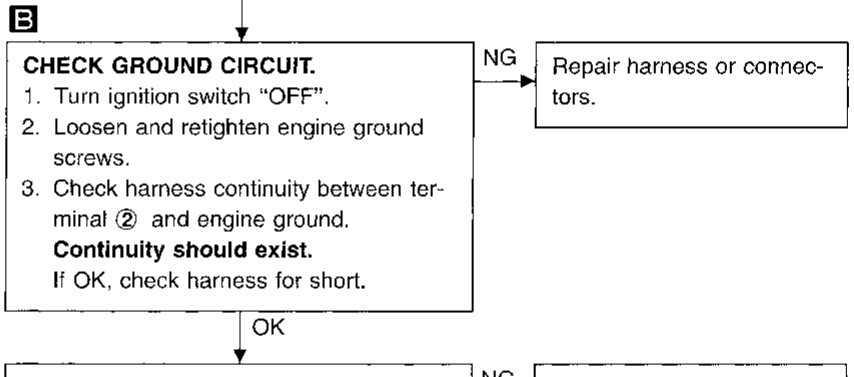 B
CHECK GROUND CIRCUIT.
1. Turn ignition switch “OFF”.
2. Loosen and retighten engine ground
screws.
3. Check harness continuity between ter-
minal ② and engine ground.
Continuity should exist.
If OK, check harness for short.
NG
Repair harness or connec-
tors.
OK
NG